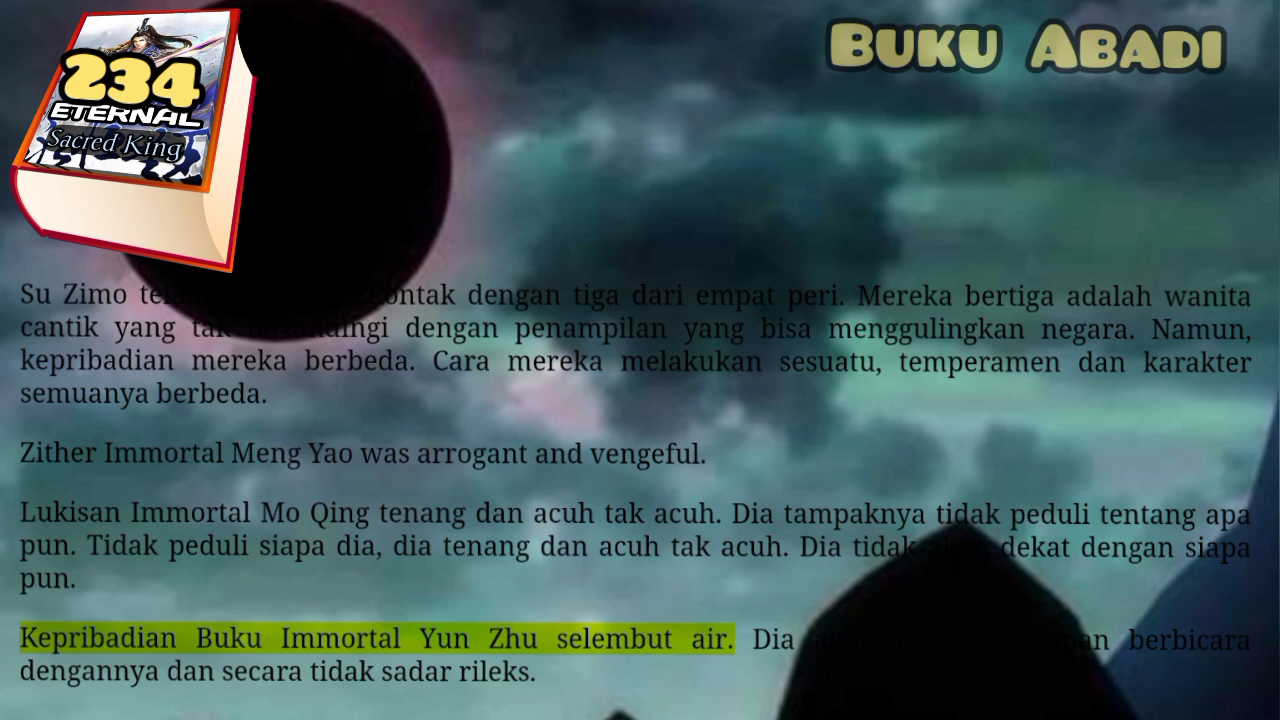 Buku Abadi
234
ETERNAL
Sacred King
Su Zimo kontak dengan tiga dari empat peri. Mereka bertiga adalah wanita
cantik yang tak tertandingi dengan penampilan yang bisa menggulingkan negara. Namun,
kepribadian mereka berbeda. Cara mereka melakukan sesuatu, temperamen dan karakter
semuanya berbeda.
Zither Immortal Meng Yao was arrogant and vengeful.
Lukisan Immortal Mo Qing tenang dan acuh tak acuh. Dia tampaknya tidak peduli tentang apa
pun. Tidak peduli siapa dia, dia tenang dan acuh tak acuh. Dia tidak akan dekat dengan siapa
pun.
Kepribadian Buku Immortal Yun Zhu selembut air. Dia berbicara
dengannya dan secara tidak sadar rileks.